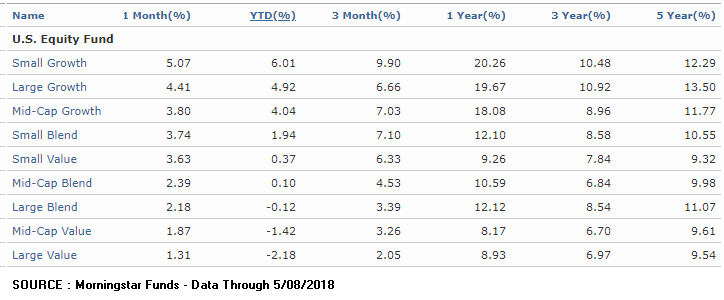 Name 1 Month(%) YTD(%) 3 Month(%) 1 Year(%) 3 Year(%) 5 Year(%)
U.S. Equity Fund
Small Growth 5.07 6.01 9.90 20.26 10.48 12.29
Large Growth 4.41 4.92 6.66 19.67 10.92 13.50
Mid-Cap Growth 3.80 4.04 7.03 18.08 8.96 11.77
Small Blend 3.74 1.94 7.10 12.10 8.58 10.55
Small Value 3.63 0.37 6.33 9.26 7.84 9.32
Mid-Cap Blend 2.39 0.10 4.53 10.59 6.84 9.98
Large Blend 2.18 -0.12 3.39 12.12 8.54 11.07
Mid-Cap Value 1.87 -1.42 3.26 8.17 6.70 9.61
Large Value 1.31 -2.18 2.05 8.93 6.97 9.54
SOURCE : Morningstar Funds - Data Through 5/08/2018